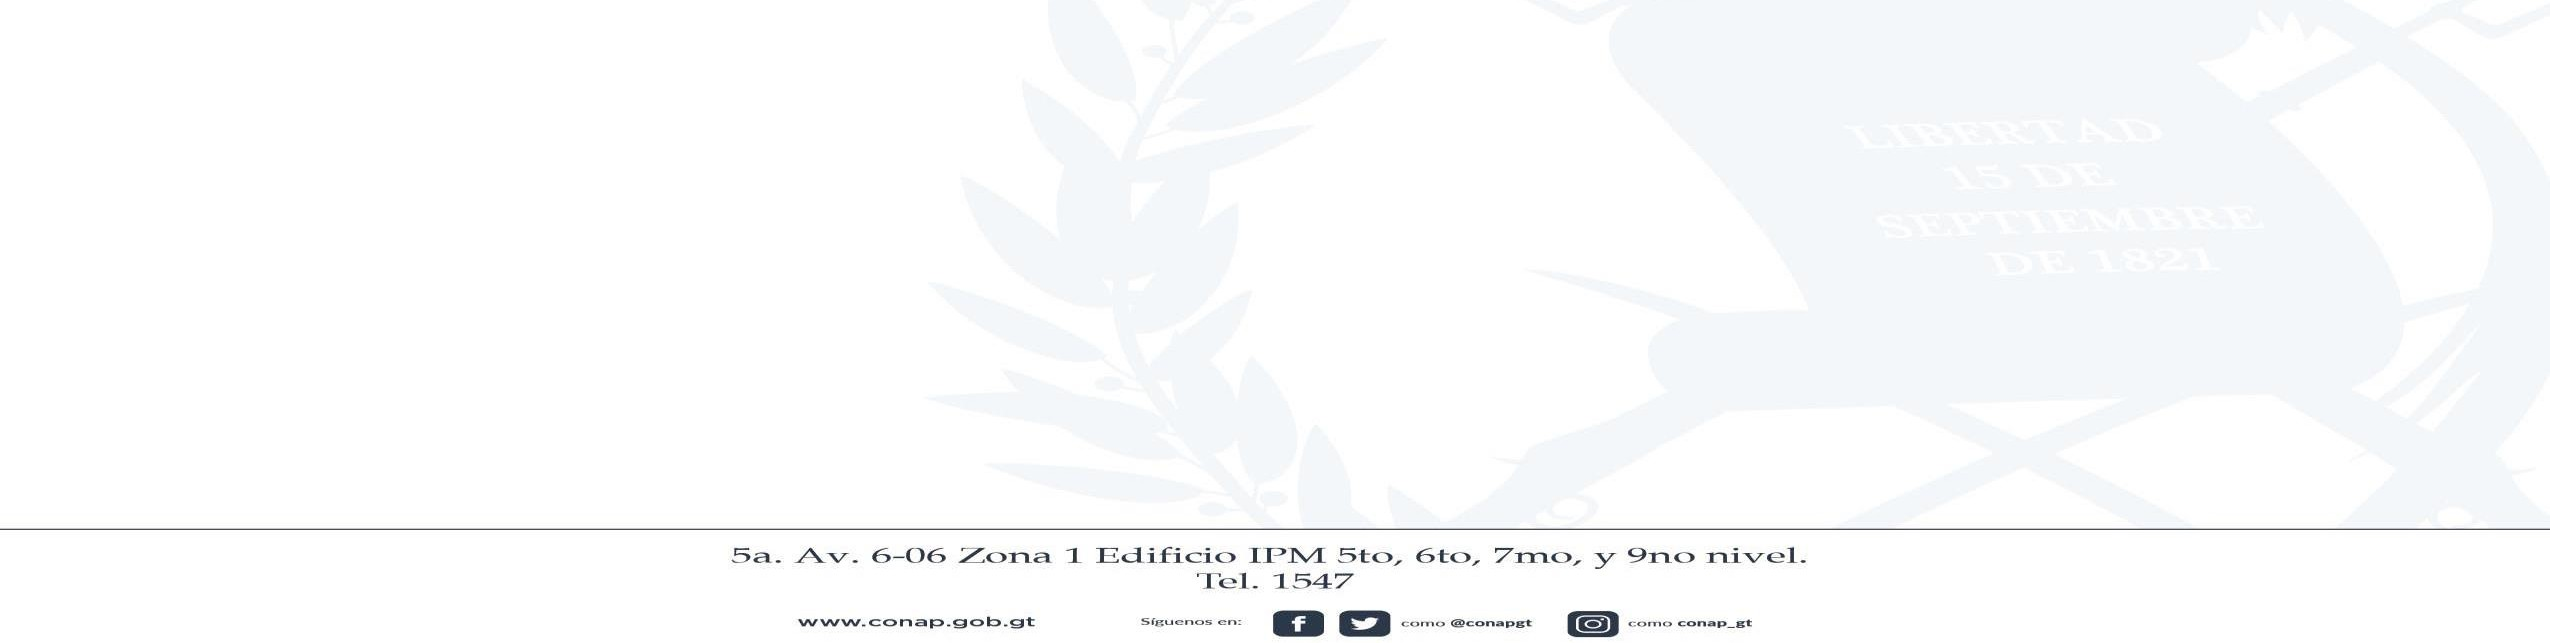 LIBERTAD
15 DE
SEPTIEMBRE
DE 1821
5a. Av. 6-06 Zona 1 Edificio IPM 5to, 6to, 7mo, y 9no nivel.
Tel. 1547
www.conap.gob.gt Síguenos en: como @conapgt como conap_gt